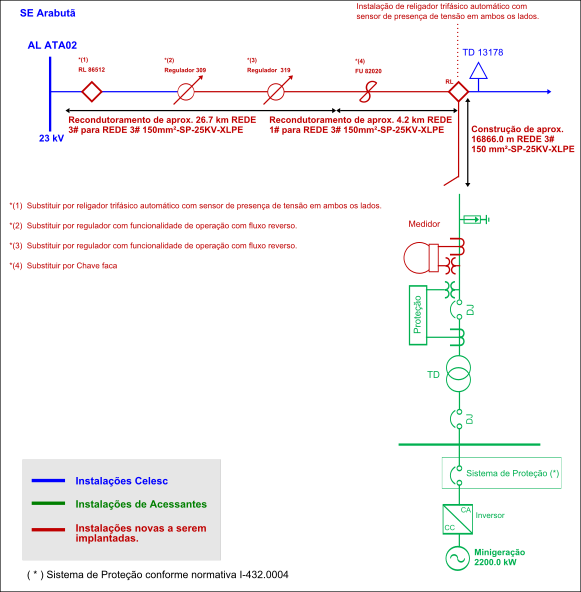 SE Arabutã
Instalação de religador trifásico automático com
sensor de presença de tensão em ambos os lados.
AL ATA02
TD 13178
*(1)
RL 86512
*(2)
Regulador 309
*(3)
Regulador 319
*(4)
FU 82020
RL
23 kV
Recondutoramento de aprox. 26.7 km REDE
3# para REDE 3# 150mm²-SP-25KV-XLPE
Recondutoramento de aprox. 4.2 km REDE
1# para REDE 3# 150mm²-SP-25KV-XLPE
Construção de aprox.
16866.0 m REDE 3#
150 mm²-SP-25KV-XLPE
*(1) Substituir por religador trifásico automático com sensor de presença de tensão em ambos os lados.
*(2) Substituir por regulador com funcionalidade de operação com fluxo reverso.
*(3) Substituir por regulador com funcionalidade de operação com fluxo reverso.
*(4) Substituir por Chave faca
Medidor
Proteção
DJ
TD
DJ
Sistema de Proteção (*)
CA
CC
Inversor
Minigeração
2200.0 kW
Instalações Celesc
Instalações de Acessantes
Instalações novas a serem
implantadas.
( * ) Sistema de Proteção conforme normativa I-432.0004